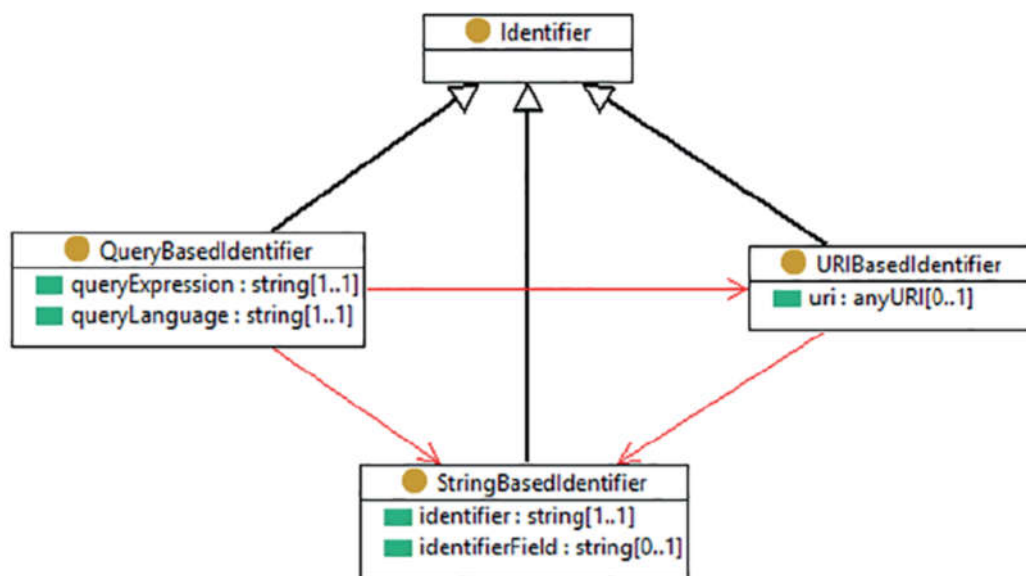 Identifier
QueryBasedIdentifier
queryExpression : string[1..1]
queryLanguage : string[1..1]
URIBasedIdentifier
uri : anyURI[0..1]
StringBasedIdentifier
identifier : string[1..1]
identifierField : string[0..1]